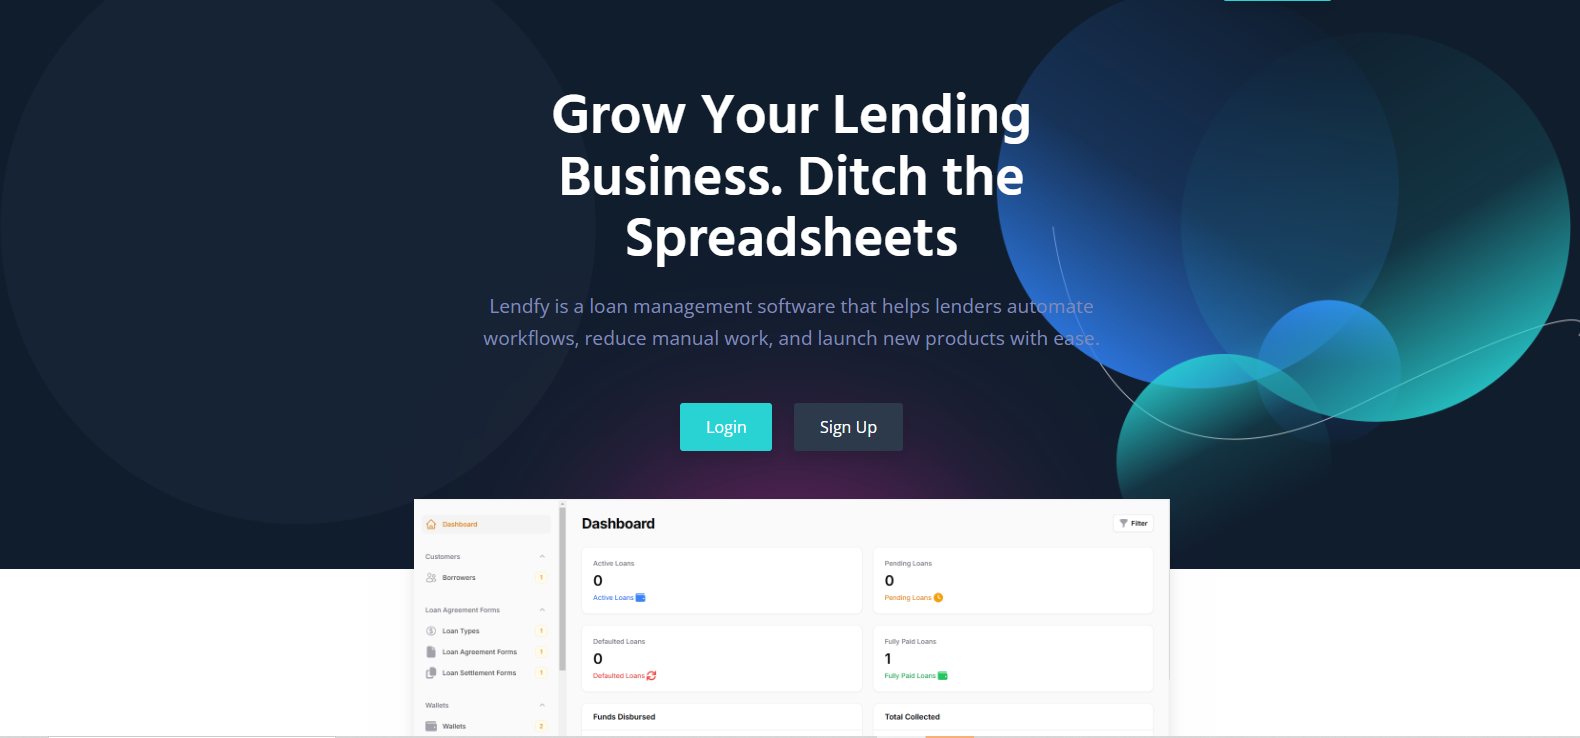 Grow Your Lending
Business. Ditch the
Spreadsheets
Lendfy is a loan management software that helps lenders automate
workflows, reduce manual work, and launch new products with ease.
Login
Sign Up
Dashboard
Customers
Borrowers 1
Loan Agreement Forms
Loan Types 1
Loan Agreement Forms 1
Loan Settlement Forms 1
Wallets
Wallets 2
Dashboard
Filter
Active Loans
0
Active Loans
Pending Loans
0
Pending Loans
Defaulted Loans
0
Defaulted Loans
Fully Paid Loans
1
Fully Paid Loans
Funds Disbursed
Total Collected